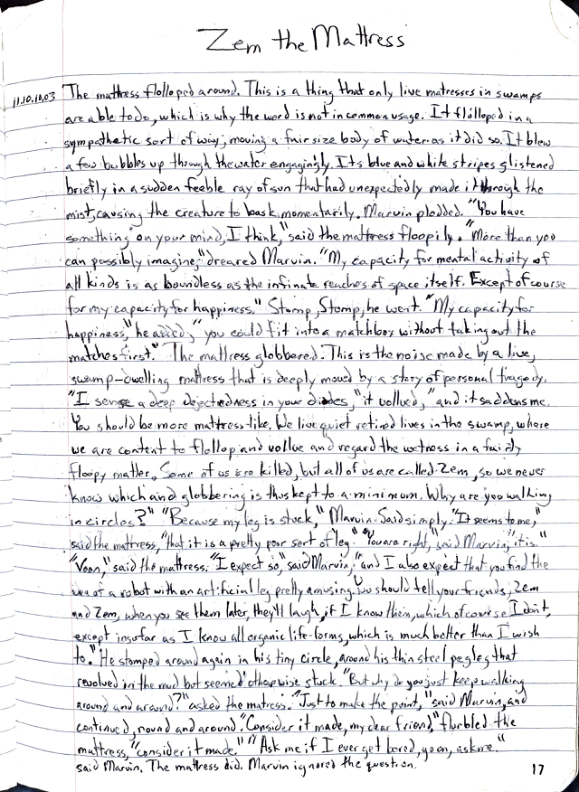 Zem the Mattress
11.10.10.03 The mattress flolloped around. This is a thing that only live matresses in swamps
are able to do, which is why the word is not in common usage. It flolloped in a
sympathetic sort of way, moving a fair size body of water as it did so. It blew
a few bubbles up through the water engagingly. Its blue and white stripes glistened
briefly in a sudden feeble ray of sun that had unexpectedly made it through the
mist, causing the creature to bask momentarily. Marvin plodded. "You have
something on your mind, I think," said the mattress floopily. "More than you
can possibly imagine," dreared Marvin. "My capacity for mental activity of
all kinds is as boundless as the infinate reaches of space itself. Except of course
for my capacity for happiness." Stomp, Stomp, he went. "My capacity for
happiness," he added, "you could fit into a matchbox without taking out the
matches first." The mattress globbered. This is the noise made by a live,
swamp-dwelling mattress that is deeply moved by a story of personal tragedy.
"I sense a deep dejectedness in your diodes," it vollued, "and it saddens me.
You should be more mattress like. We live quiet retired lives in the swamp, where
we are content to flollop and vollue and regard the wetness in a fairly
floopy matter. Some of us are killed, but all of us are called Zem, so we never
know which and globbering is thus kept to a minimum. Why are you walking
in circles?" "Because my leg is stuck," Marvin said simply. "It seems to me,"
said the mattress, "that it is a pretty poor sort of leg." "You are right," said Marvin, "it is."
"Voon," said the mattress. "I expect so," said Marvin, "and I also expect that you find the
idea of a robot with an artificial leg pretty amusing. You should tell your friends, Zem
and Zem, when you see them later, they'll laugh, if I know them, which of course I don't,
except insofar as I know all organic life-forms, which is much better than I wish
to." He stomped around again in his tiny circle, around his thin steel peg leg that
revolved in the mud but seemed otherwise stuck. "But why do you just keep walking
around and around?" asked the matress. "Just to make the point," said Marvin, and
continued, round and around. "Consider it made, my dear friend," flurbled the
mattress, "consider it made." "Ask me if I ever get bored, go on, ask me."
said Marvin. The mattress did. Marvin ignored the question.
17